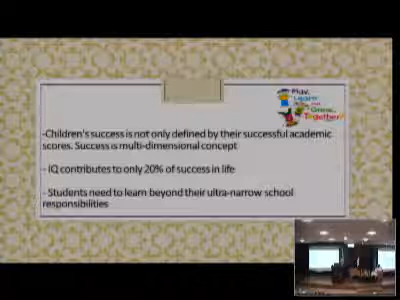 Play,
Learn
and
Grow..
Together!
-Children's success is not only defined by their successful academic
scores. Success is multi-dimensional concept
- IQ contributes to only 20% of success in life
- Students need to learn beyond their ultra-narrow school
responsibilities